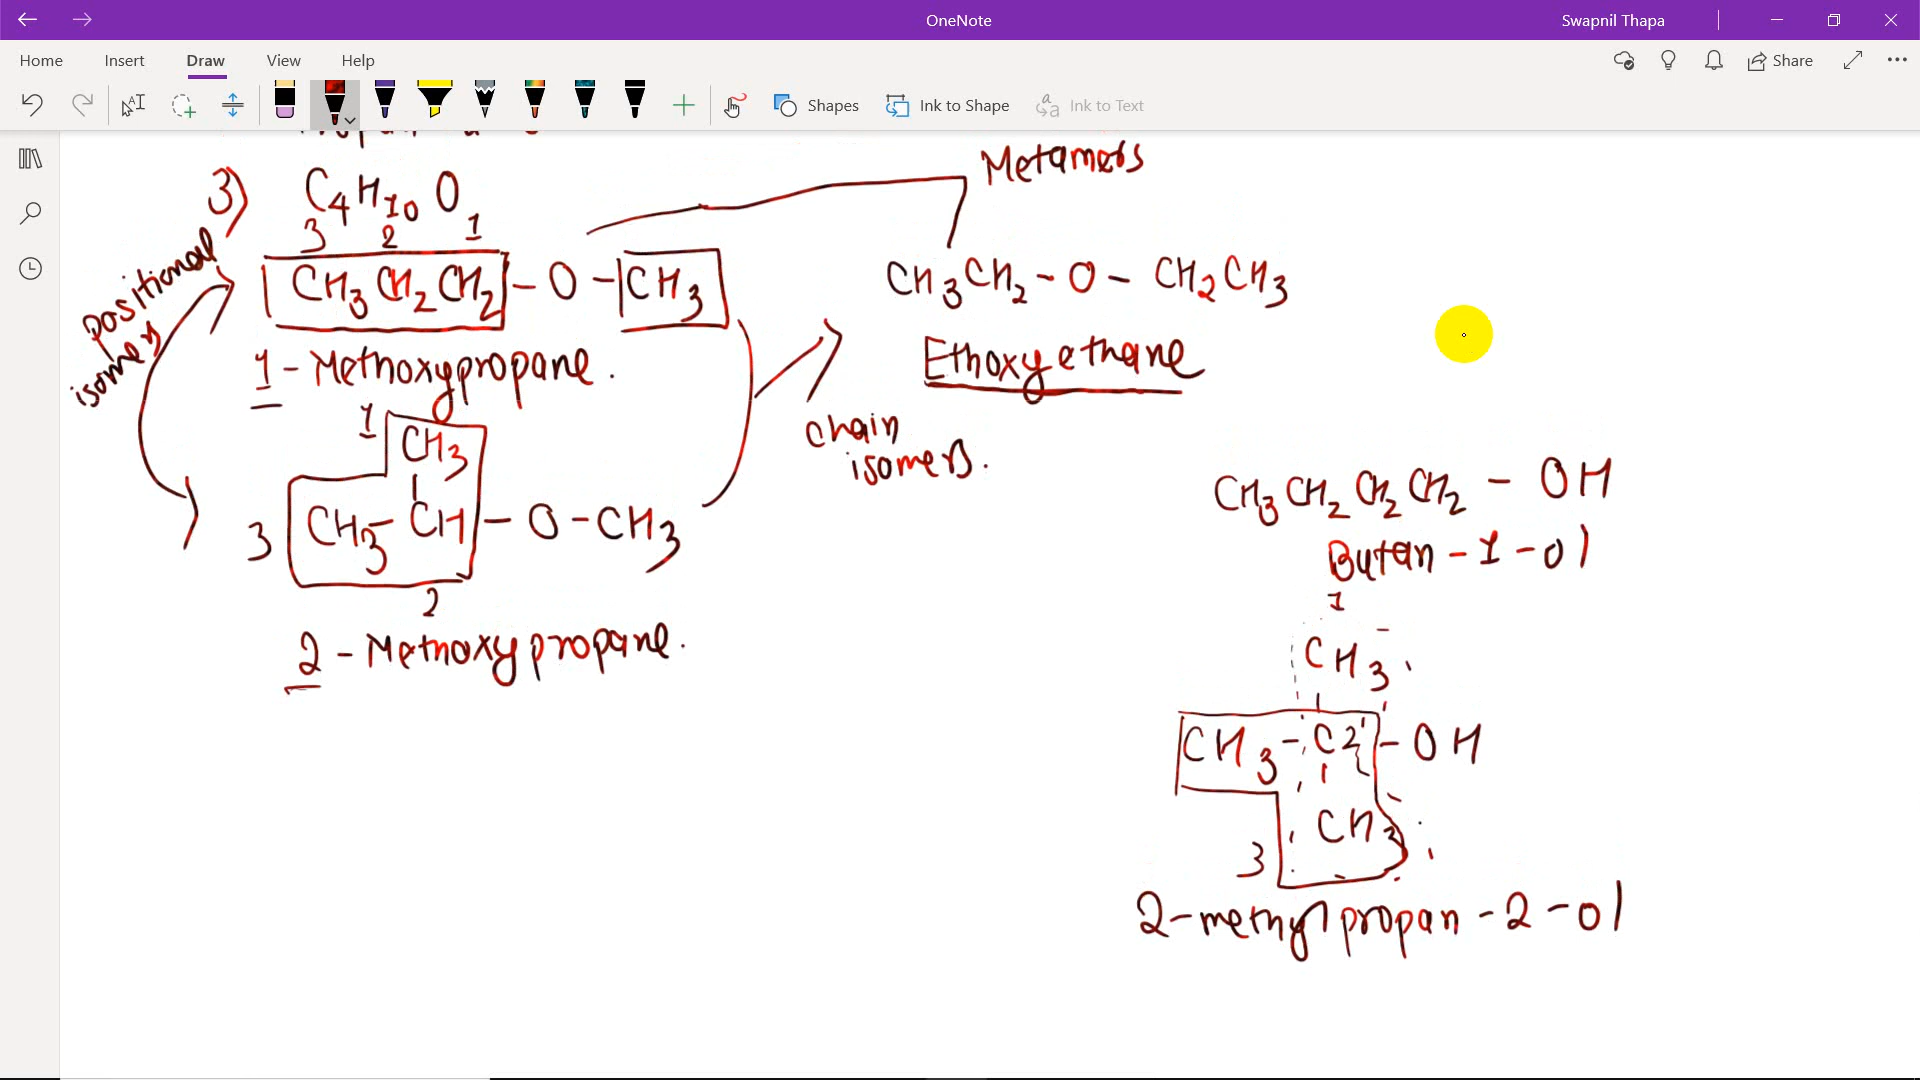 OneNote
Swapnil Thapa
Home Insert Draw View Help
Share
Shapes Ink to Shape Ink to Text
Metamers
3) C4H10O
3 2 1
CH3CH2CH2-O-CH3
CH3CH2-O-CH2CH3
positional
isomers
1-Methoxypropane.
Ethoxyethane
chain
isomers.
1
CH3
3 CH3-CH-O-CH3
2
2-Methoxypropane.
CH3CH2CH2CH2-OH
Butan-1-ol
1
CH3
CH3-C2-OH
CH3
3
2-methylpropan-2-ol